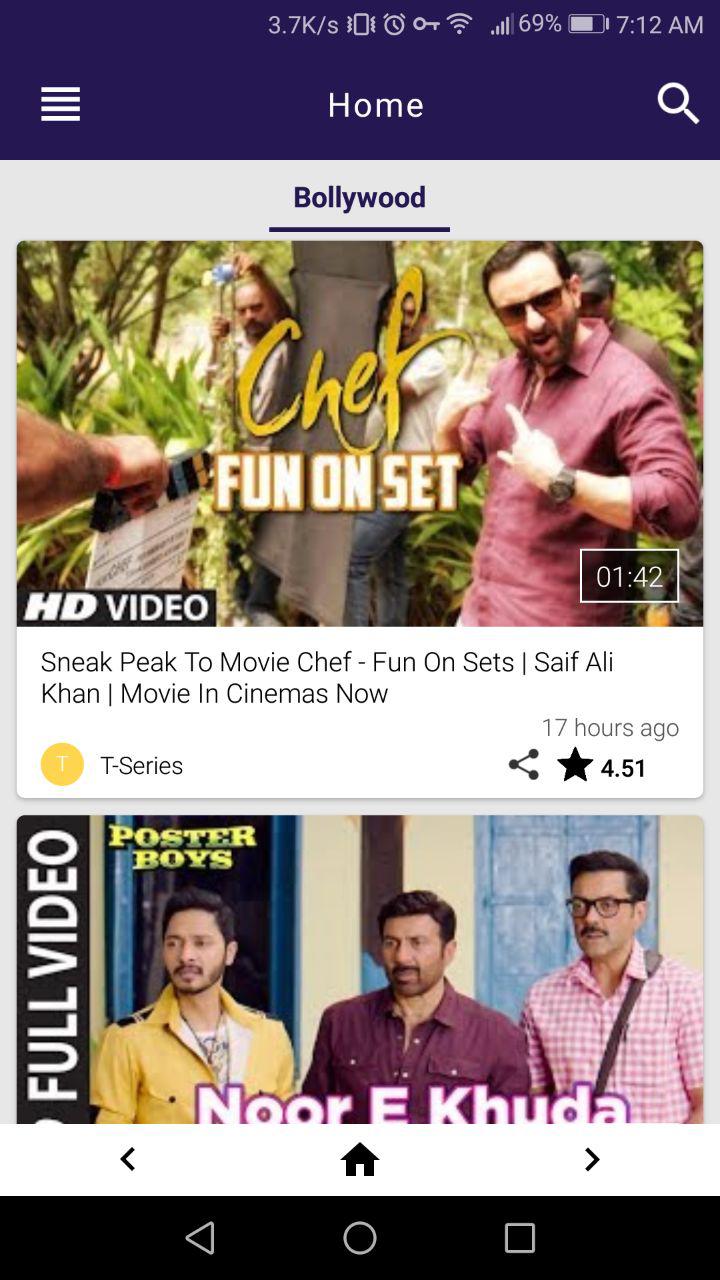 3.7K/s 69% 7:12 AM
Home
Bollywood
Chef
FUN ON SET
01:42
HD VIDEO
Sneak Peak To Movie Chef - Fun On Sets | Saif Ali
Khan | Movie In Cinemas Now
17 hours ago
T T-Series 4.51
FULL VIDEO
POSTER
BOYS
Noor E Khuda